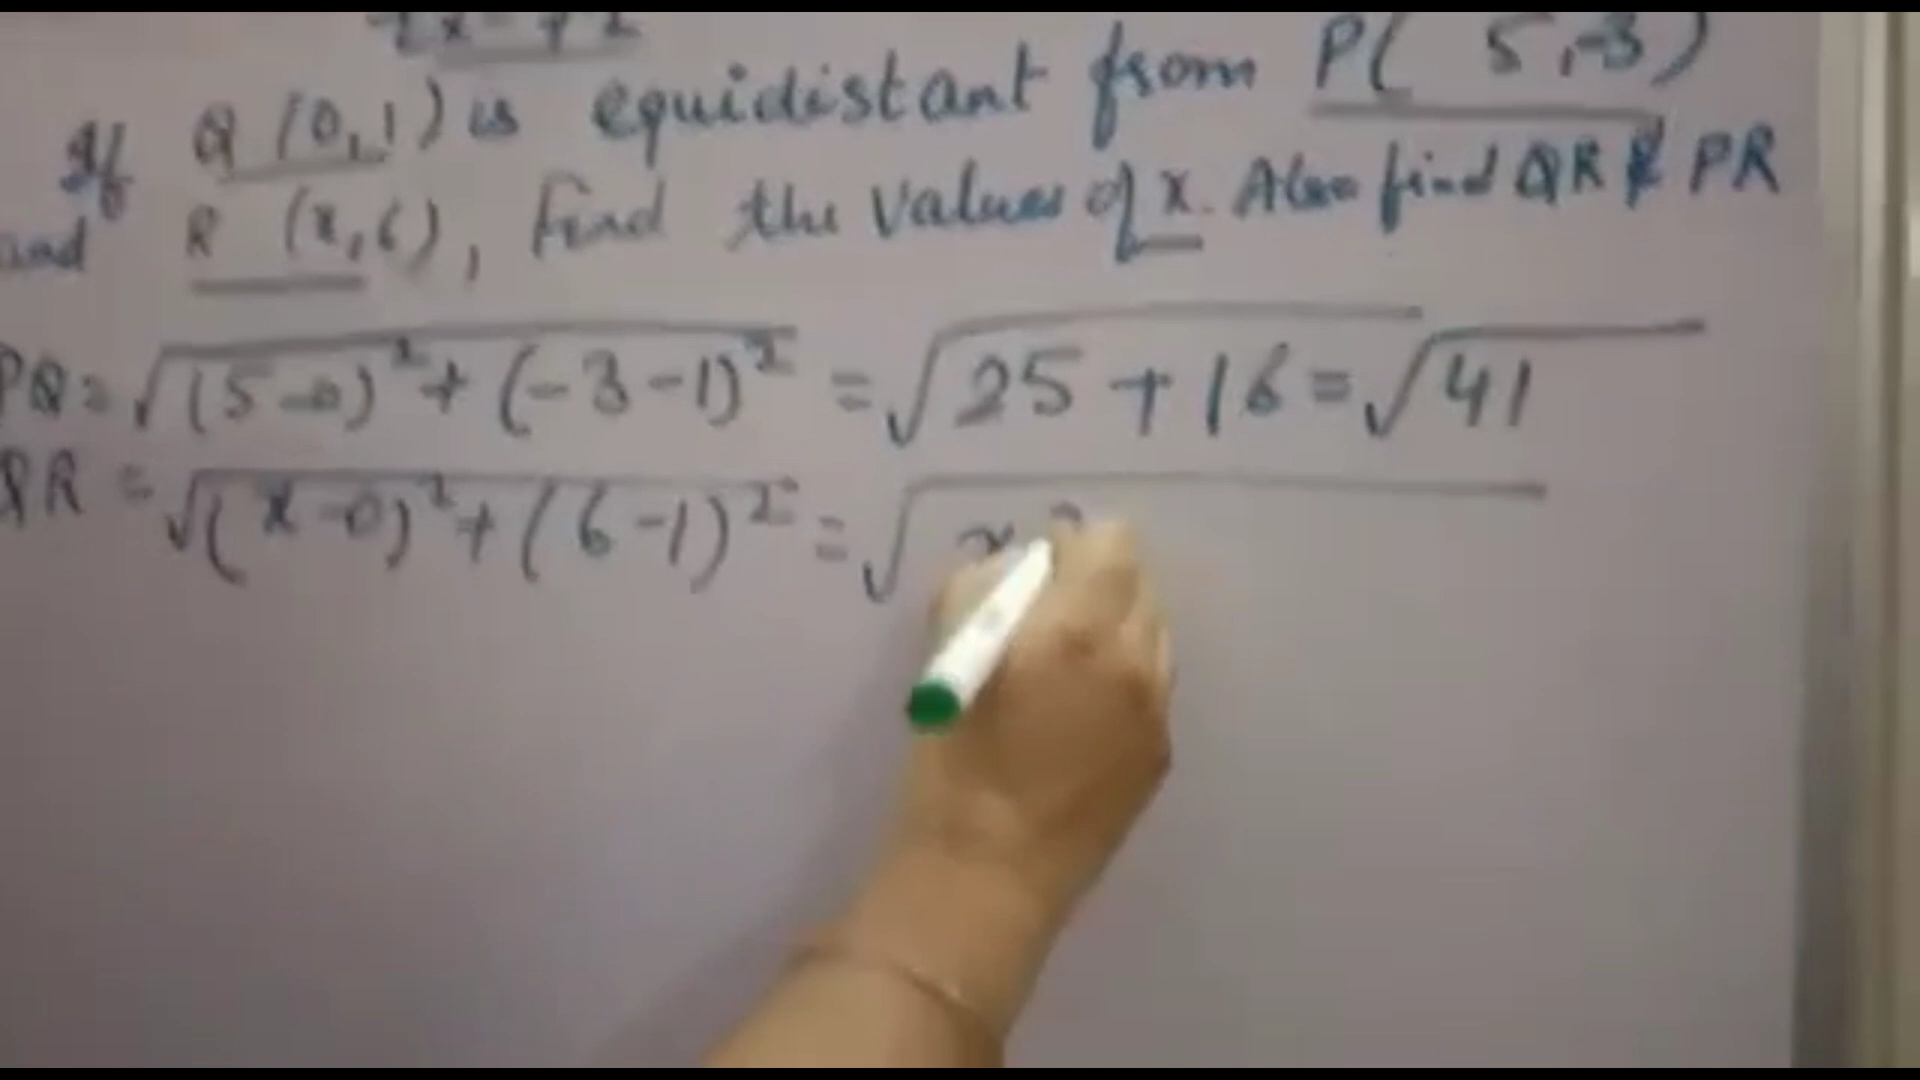 If Q (0,1) is equidistant from P( 5,-3)
and R (x,6), find the values of x. Also find QR & PR
PQ = √(5-0)² + (-3-1)² = √25 + 16 = √41
QR = √(x-0)² + (6-1)² = √x²